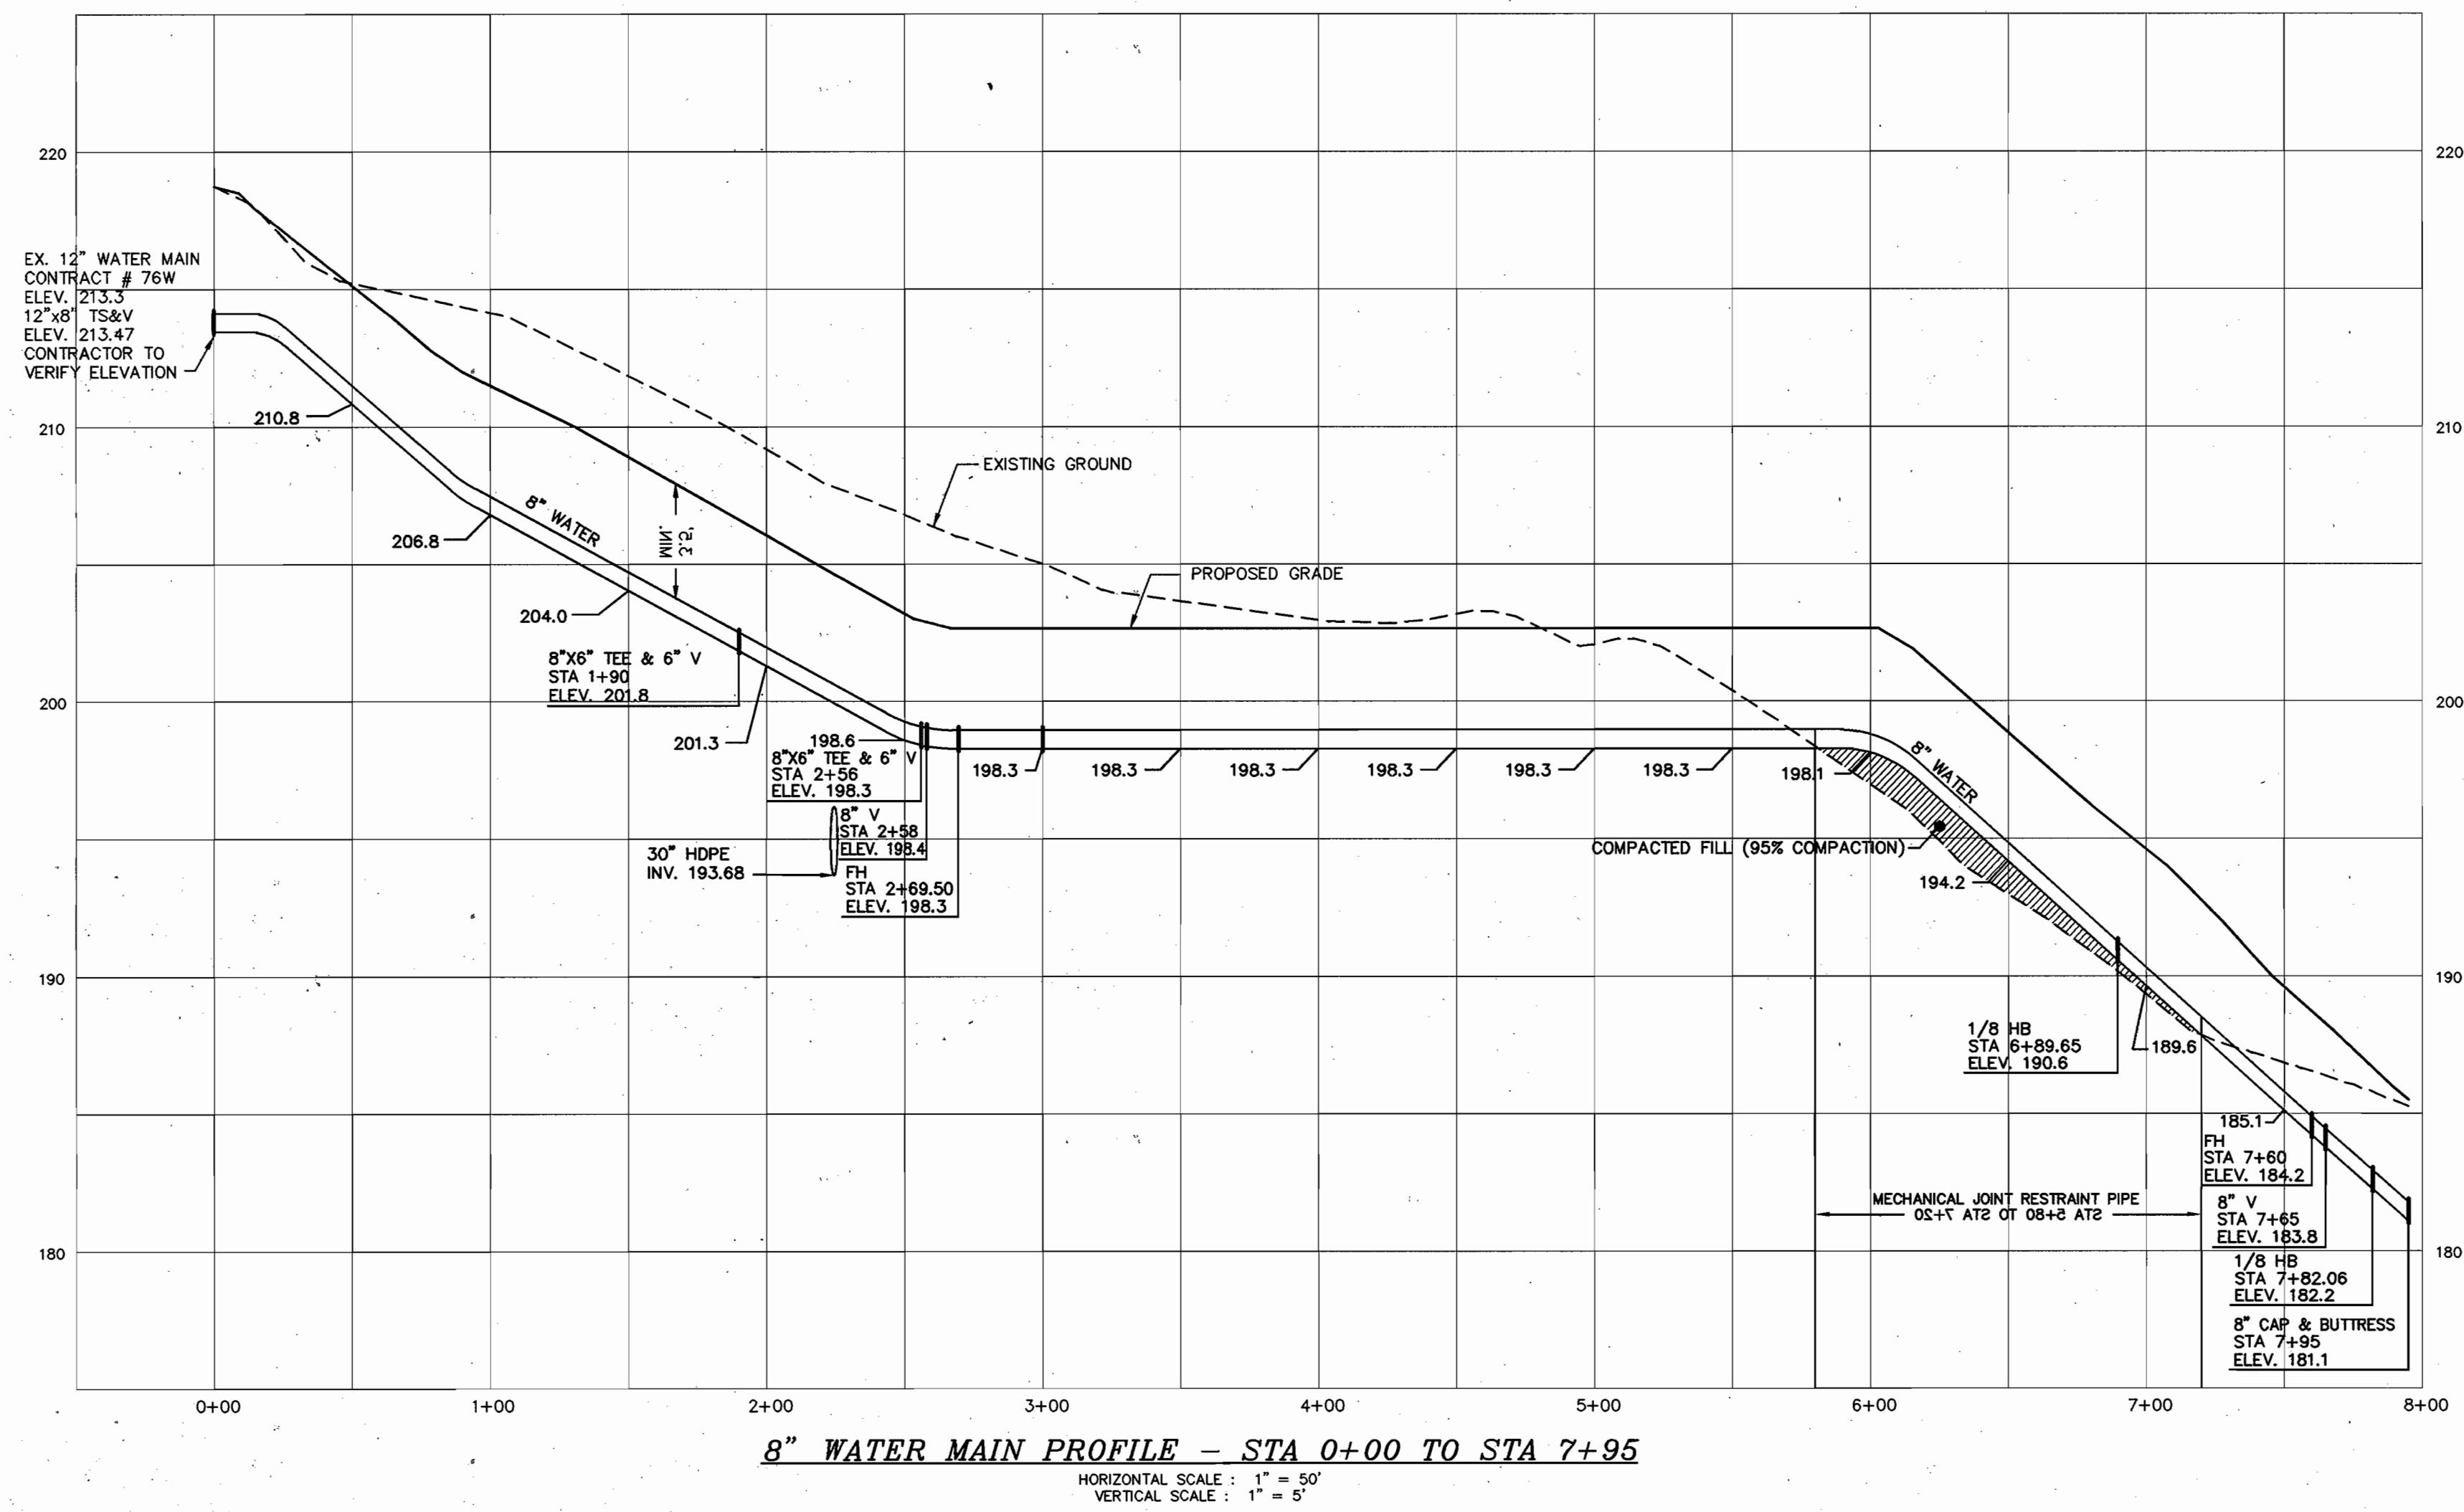 220
220
EX. 12" WATER MAIN
CONTRACT # 76W
ELEV. 213.3
12"x8" TS&V
ELEV. 213.47
CONTRACTOR TO
VERIFY ELEVATION
210.8
210
210
EXISTING GROUND
8" WATER
3.5'
MIN.
206.8
PROPOSED GRADE
204.0
8"X6" TEE & 6" V
STA 1+90
ELEV. 201.8
200
200
201.3
198.6
8"X6" TEE & 6" V
STA 2+56
ELEV. 198.3
198.3
198.3
198.3
198.3
198.3
198.3
198.1
8" WATER
8" V
STA 2+58
ELEV. 198.4
30" HDPE
INV. 193.68
FH
STA 2+69.50
ELEV. 198.3
COMPACTED FILL (95% COMPACTION)
194.2
190
190
1/8 HB
STA 6+89.65
ELEV. 190.6
189.6
185.1
FH
STA 7+60
ELEV. 184.2
MECHANICAL JOINT RESTRAINT PIPE
STA 5+80 TO STA 7+20
8" V
STA 7+65
ELEV. 183.8
180
180
1/8 HB
STA 7+82.06
ELEV. 182.2
8" CAP & BUTTRESS
STA 7+95
ELEV. 181.1
0+00 1+00 2+00 3+00 4+00 5+00 6+00 7+00 8+00
8" WATER MAIN PROFILE - STA 0+00 TO STA 7+95
HORIZONTAL SCALE : 1" = 50'
VERTICAL SCALE : 1" = 5'